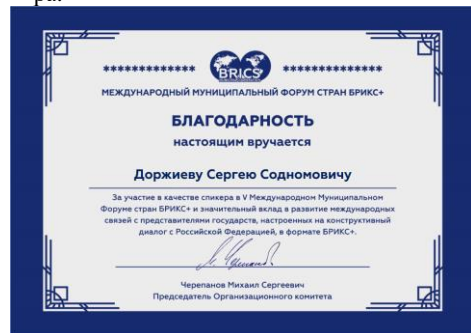 ра.
*************
BRICS
**************
МЕЖДУНАРОДНЫЙ МУНИЦИПАЛЬНЫЙ ФОРУМ СТРАН БРИКС+
БЛАГОДАРНОСТЬ
настоящим вручается
Доржиеву Сергею Содномовичу
За участие в качестве спикера в V Международном Муниципальном
Форуме стран БРИКС+ и значительный вклад в развитие международных
связей с представителями государств, настроенных на конструктивный
диалог с Российской Федерацией, в формате БРИКС+.
Черепанов Михаил Сергеевич
Председатель Организационного комитета